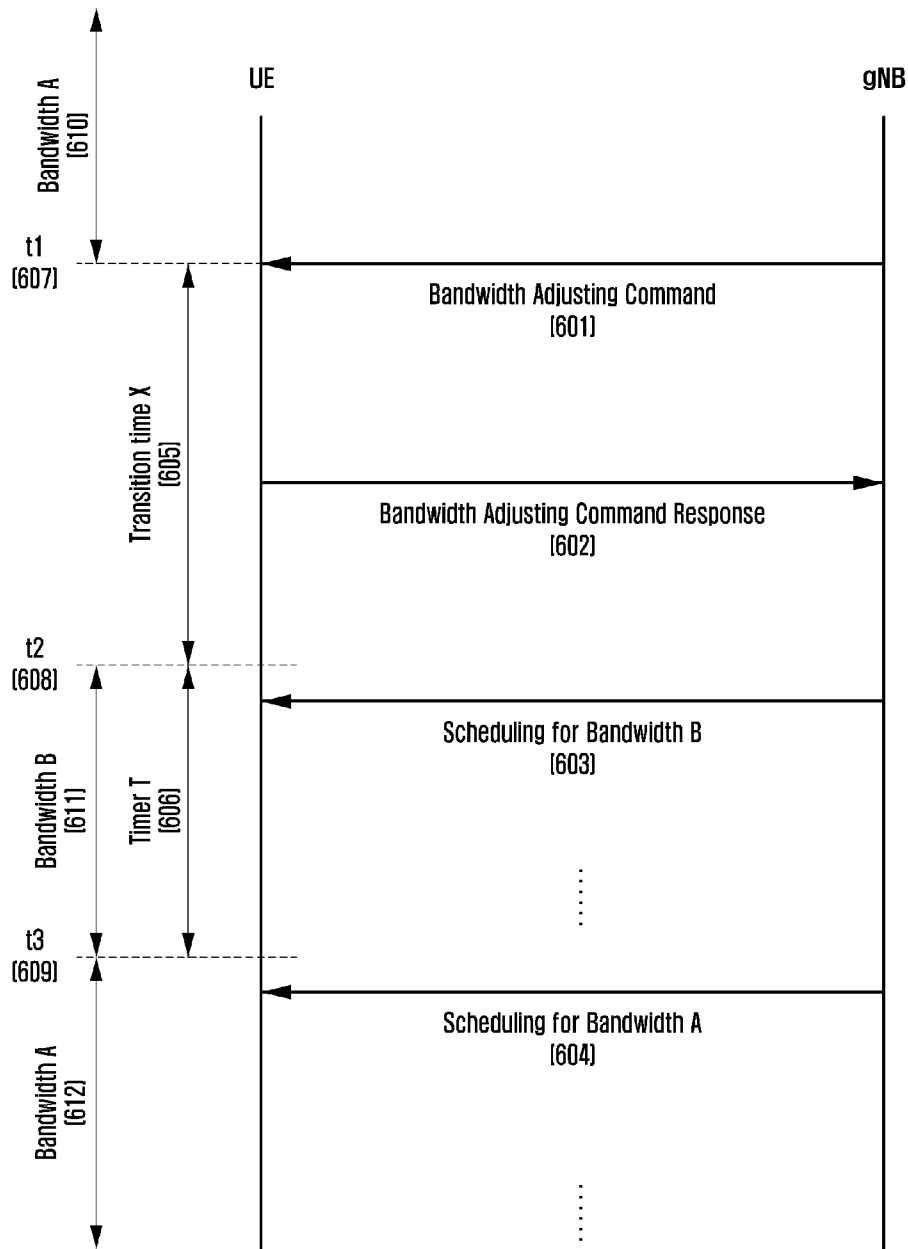 UE
gNB
Bandwidth A
[610]
t1
[607]
Bandwidth Adjusting Command
[601]
Transition time X
[605]
Bandwidth Adjusting Command Response
[602]
t2
[608]
Scheduling for Bandwidth B
[603]
Bandwidth B
[611]
Timer T
[606]
t3
[609]
Scheduling for Bandwidth A
[604]
Bandwidth A
[612]